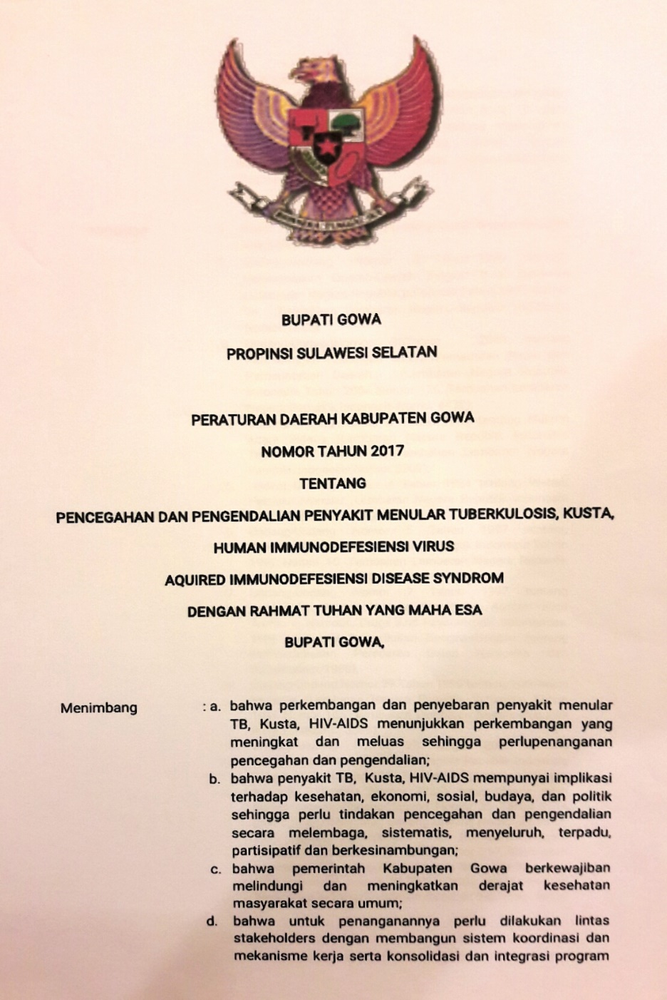 BUPATI GOWA
PROPINSI SULAWESI SELATAN
PERATURAN DAERAH KABUPATEN GOWA
NOMOR TAHUN 2017
TENTANG
PENCEGAHAN DAN PENGENDALIAN PENYAKIT MENULAR TUBERKULOSIS, KUSTA,
HUMAN IMMUNODEFESIENSI VIRUS
AQUIRED IMMUNODEFESIENSI DISEASE SYNDROM
DENGAN RAHMAT TUHAN YANG MAHA ESA
BUPATI GOWA,
Menimbang : a. bahwa perkembangan dan penyebaran penyakit menular
TB, Kusta, HIV-AIDS menunjukkan perkembangan yang
meningkat dan meluas sehingga perlupenanganan
pencegahan dan pengendalian;
b. bahwa penyakit TB, Kusta, HIV-AIDS mempunyai implikasi
terhadap kesehatan, ekonomi, sosial, budaya, dan politik
sehingga perlu tindakan pencegahan dan pengendalian
secara melembaga, sistematis, menyeluruh, terpadu,
partisipatif dan berkesinambungan;
c. bahwa pemerintah Kabupaten Gowa berkewajiban
melindungi dan meningkatkan derajat kesehatan
masyarakat secara umum;
d. bahwa untuk penanganannya perlu dilakukan lintas
stakeholders dengan membangun sistem koordinasi dan
mekanisme kerja serta konsolidasi dan integrasi program